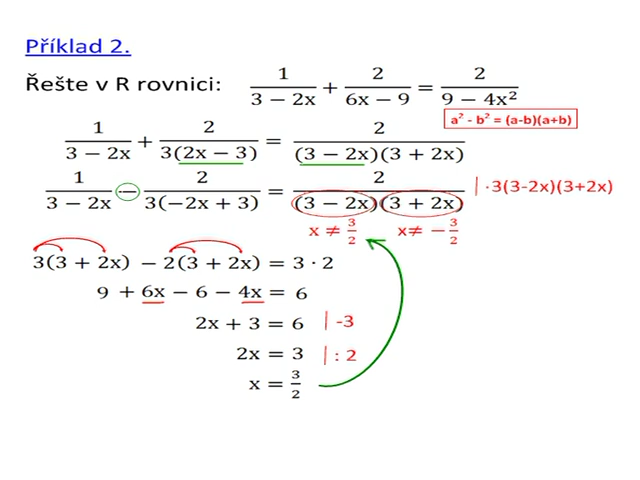 Příklad 2.
Řešte v R rovnici: 1/(3 − 2x) + 2/(6x − 9) = 2/(9 − 4x²)
a² - b² = (a-b)(a+b)
1/(3 − 2x) + 2/(3(2x − 3)) = 2/((3 − 2x)(3 + 2x))
1/(3 − 2x) − 2/(3(−2x + 3)) = 2/((3 − 2x)(3 + 2x)) | ·3(3-2x)(3+2x)
x ≠ 3/2 x ≠ − 3/2
3(3 + 2x) − 2(3 + 2x) = 3 · 2
9 + 6x − 6 − 4x = 6
2x + 3 = 6 | -3
2x = 3 | : 2
x = 3/2